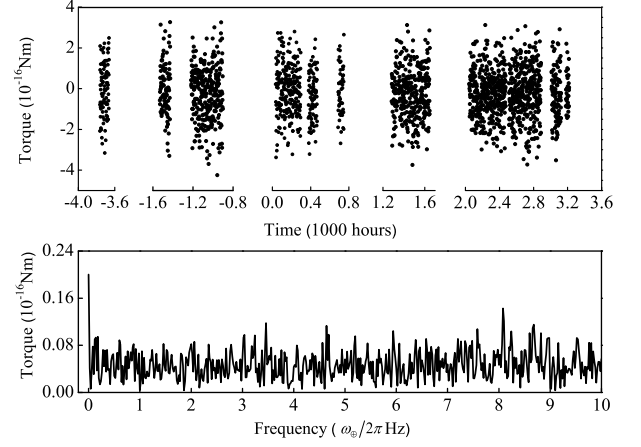 Torque (10⁻¹⁶Nm)
4
2
0
-2
-4
-4.0 -3.6 -1.6 -1.2 -0.8 0.0 0.4 0.8 1.2 1.6 2.0 2.4 2.8 3.2 3.6
Time (1000 hours)
Torque (10⁻¹⁶Nm)
0.24
0.16
0.08
0.00
0 1 2 3 4 5 6 7 8 9 10
Frequency ( ω⊕/2π Hz)